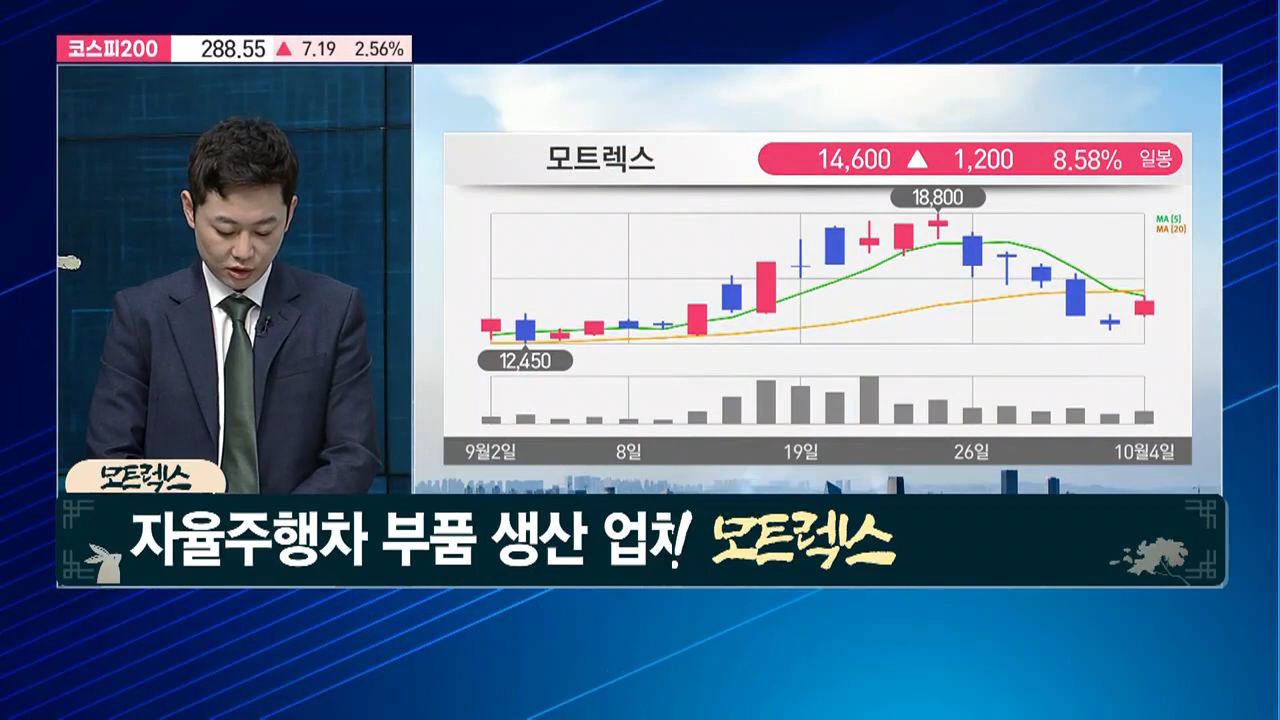 코스피200 288.55 ▲ 7.19 2.56%
모트렉스 14,600 ▲ 1,200 8.58% 일봉
18,800
MA [5]
MA [20]
12,450
9월2일 8일 19일 26일 10월4일
모트렉스
자율주행차 부품 생산 업체! 모트렉스